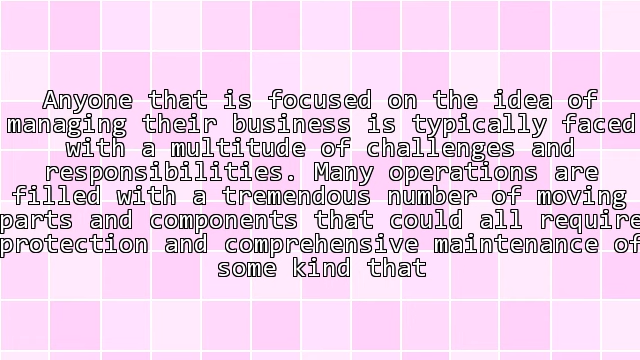 Anyone that is focused on the idea of
managing their business is typically faced
with a multitude of challenges and
responsibilities. Many operations are
filled with a tremendous number of moving
parts and components that could all require
protection and comprehensive maintenance of
some kind that